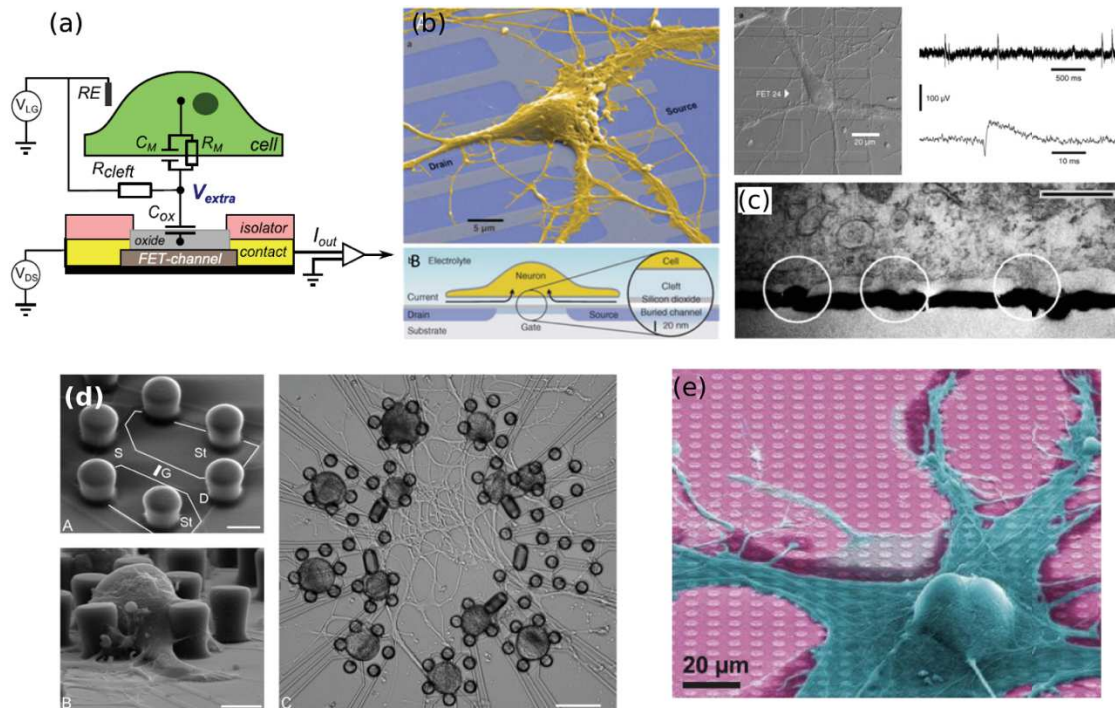 (a)
V_LG
RE
cell
C_M
R_M
R_cleft
V_extra
C_ox
isolator
oxide
contact
FET-channel
V_DS
I_out
(b)
a
Source
Drain
5 µm
b B
Electrolyte
Neuron
Current
Drain
Source
Gate
Substrate
Cell
Cleft
Silicon dioxide
Buried channel
20 nm
FET 24
20 µm
500 ms
100 µV
10 ms
(c)
(d)
S
St
G
D
St
A
B
C
(e)
20 µm